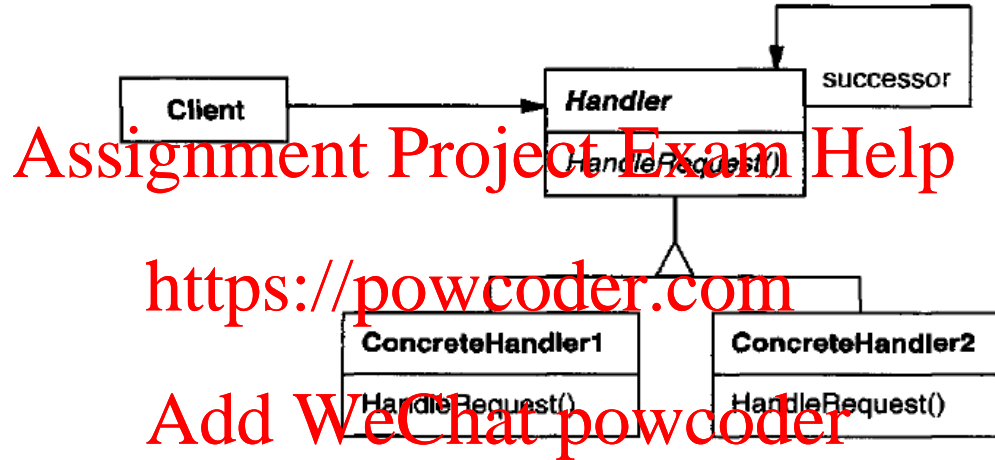 successor
Client
Handler
Assignment Project Exam Help
HandleRequest()
https://powcoder.com
ConcreteHandler1
ConcreteHandler2
HandleRequest()
HandleRequest()
Add WeChat powcoder